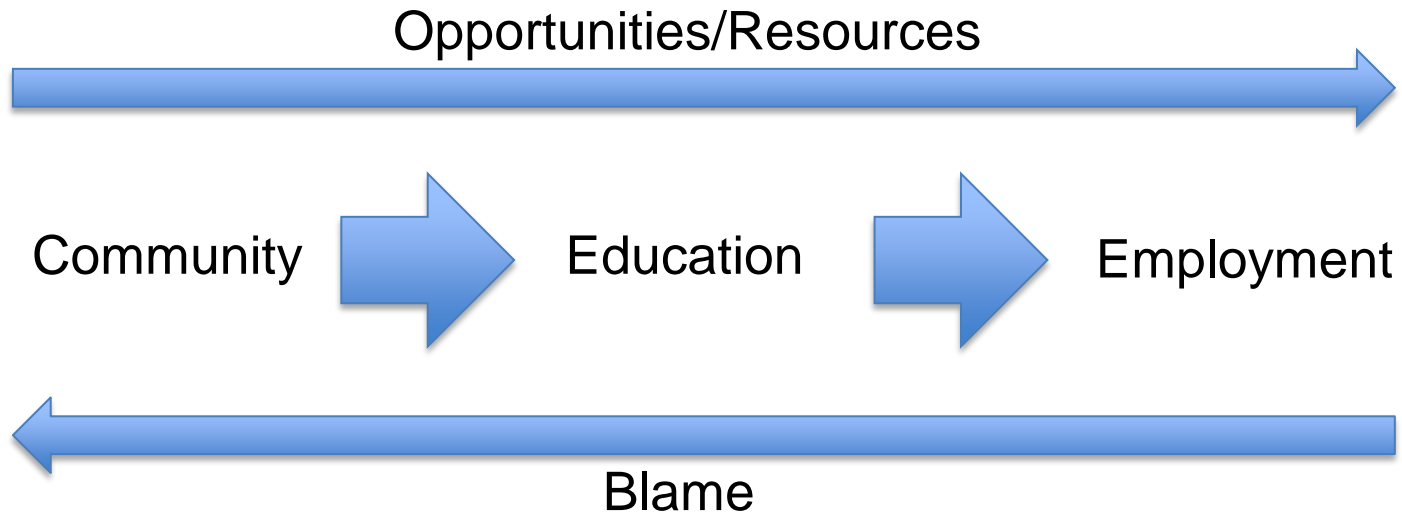 Opportunities/Resources
Community
Education
Employment
Blame